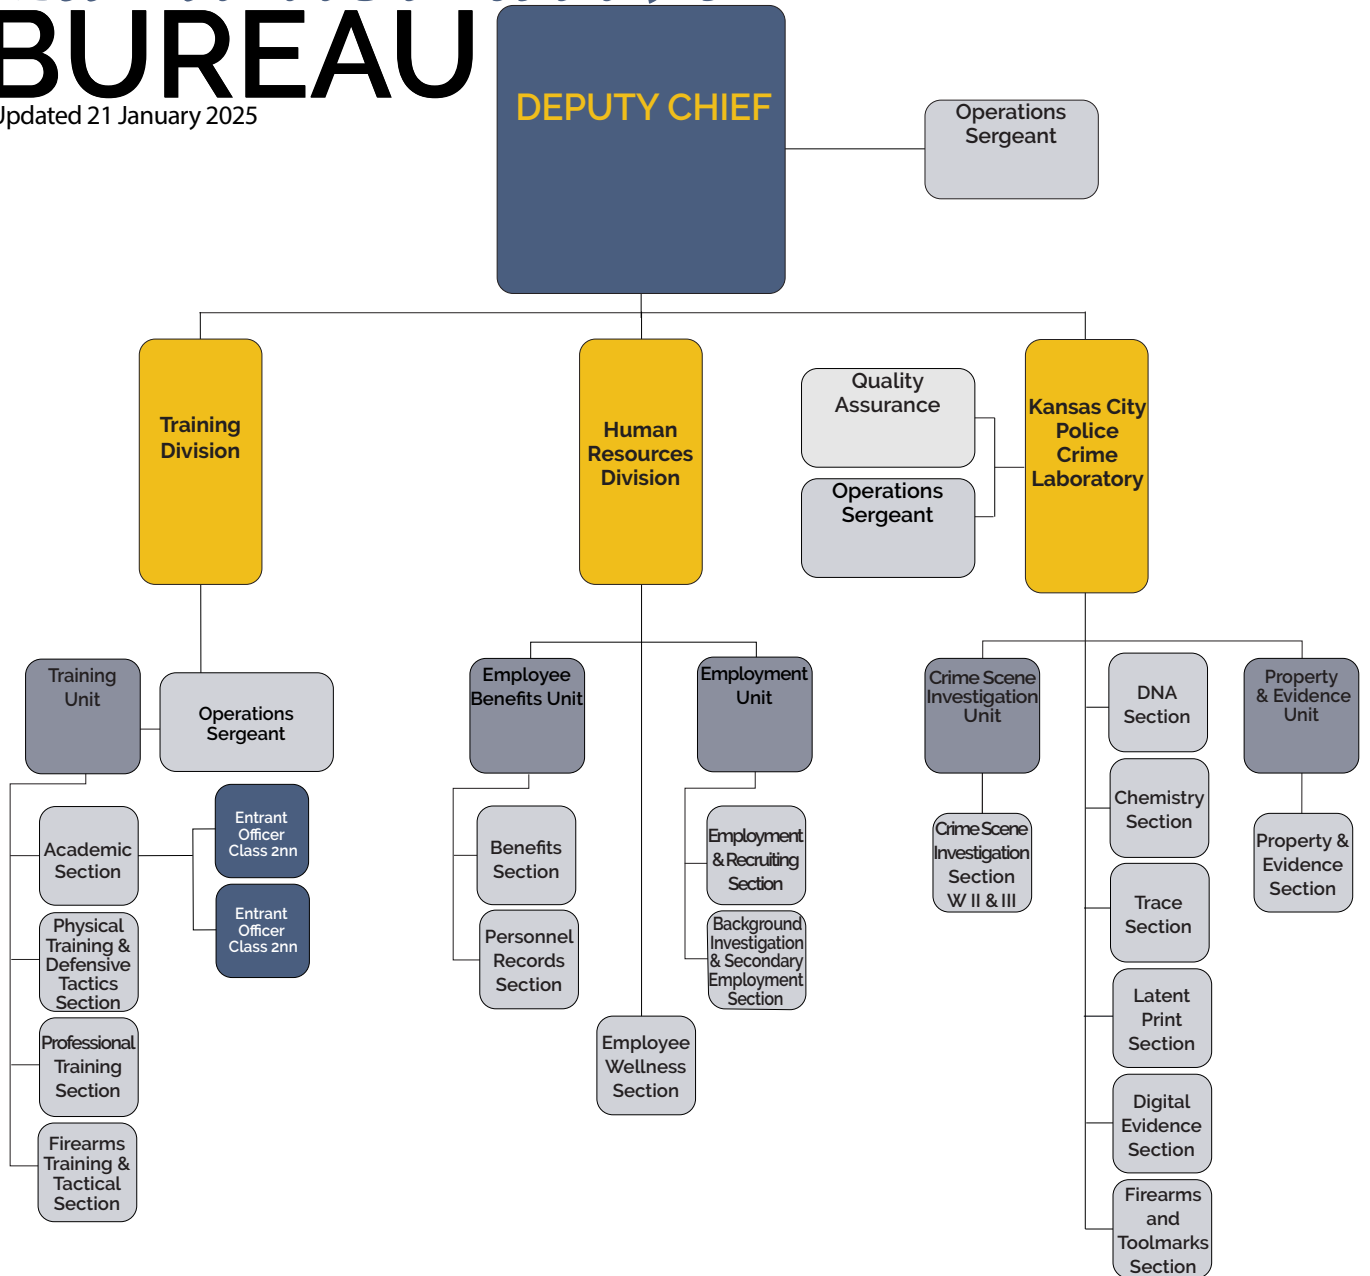 BUREAU
Updated 21 January 2025
DEPUTY CHIEF
Operations
Sergeant
Training
Division
Human
Resources
Division
Quality
Assurance
Operations
Sergeant
Kansas City
Police
Crime
Laboratory
Training
Unit
Operations
Sergeant
Academic
Section
Entrant
Officer
Class 2nn
Entrant
Officer
Class 2nn
Physical
Training &
Defensive
Tactics
Section
Professional
Training
Section
Firearms
Training &
Tactical
Section
Employee
Benefits Unit
Benefits
Section
Personnel
Records
Section
Employment
Unit
Employment
& Recruiting
Section
Background
Investigation
& Secondary
Employment
Section
Employee
Wellness
Section
Crime Scene
Investigation
Unit
Crime Scene
Investigation
Section
W II & III
DNA
Section
Chemistry
Section
Trace
Section
Latent
Print
Section
Digital
Evidence
Section
Firearms
and
Toolmarks
Section
Property
& Evidence
Unit
Property &
Evidence
Section